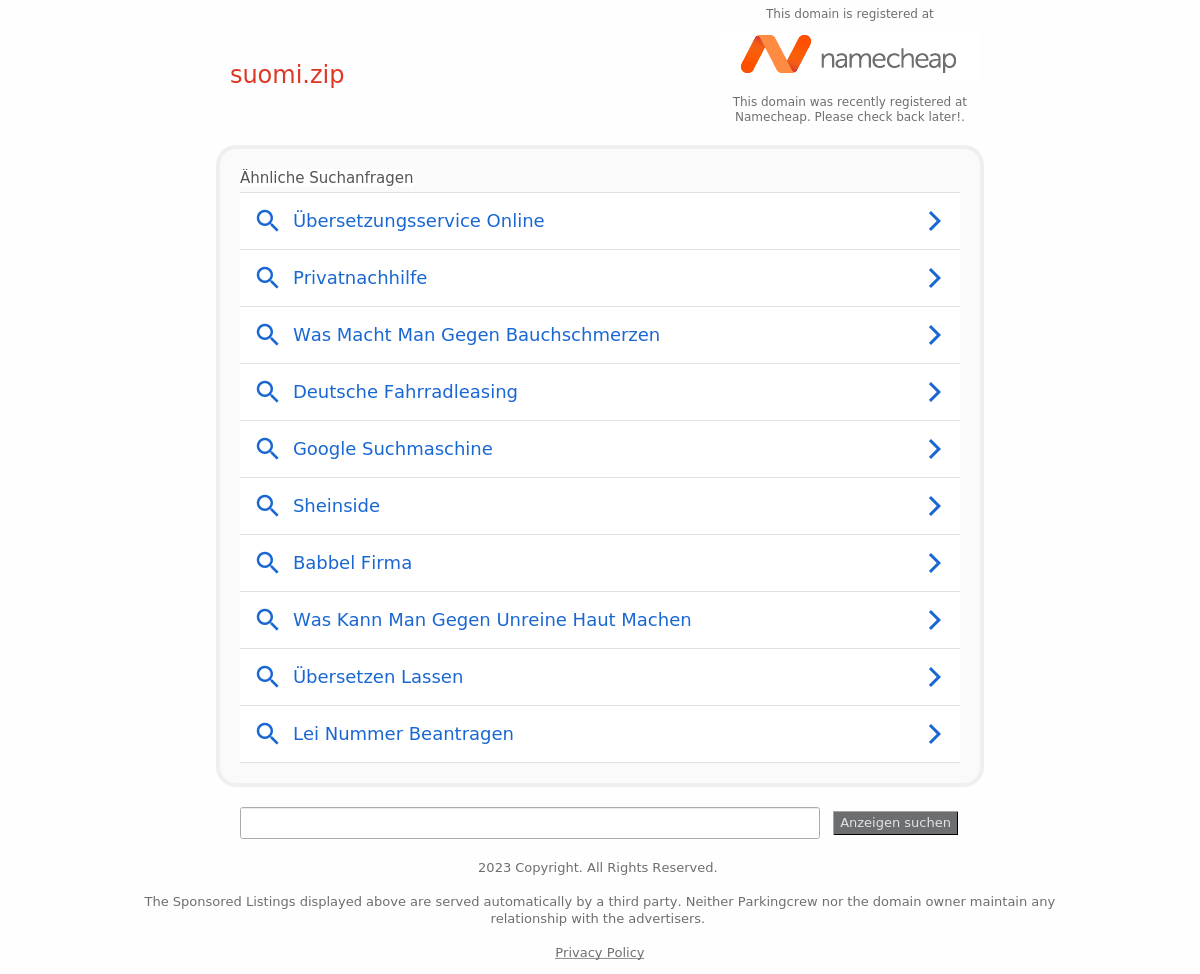 This domain is registered at
namecheap
suomi.zip
This domain was recently registered at
Namecheap. Please check back later!.
Ähnliche Suchanfragen
Übersetzungsservice Online
Privatnachhilfe
Was Macht Man Gegen Bauchschmerzen
Deutsche Fahrradleasing
Google Suchmaschine
Sheinside
Babbel Firma
Was Kann Man Gegen Unreine Haut Machen
Übersetzen Lassen
Lei Nummer Beantragen
Anzeigen suchen
2023 Copyright. All Rights Reserved.
The Sponsored Listings displayed above are served automatically by a third party. Neither Parkingcrew nor the domain owner maintain any
relationship with the advertisers.
Privacy Policy